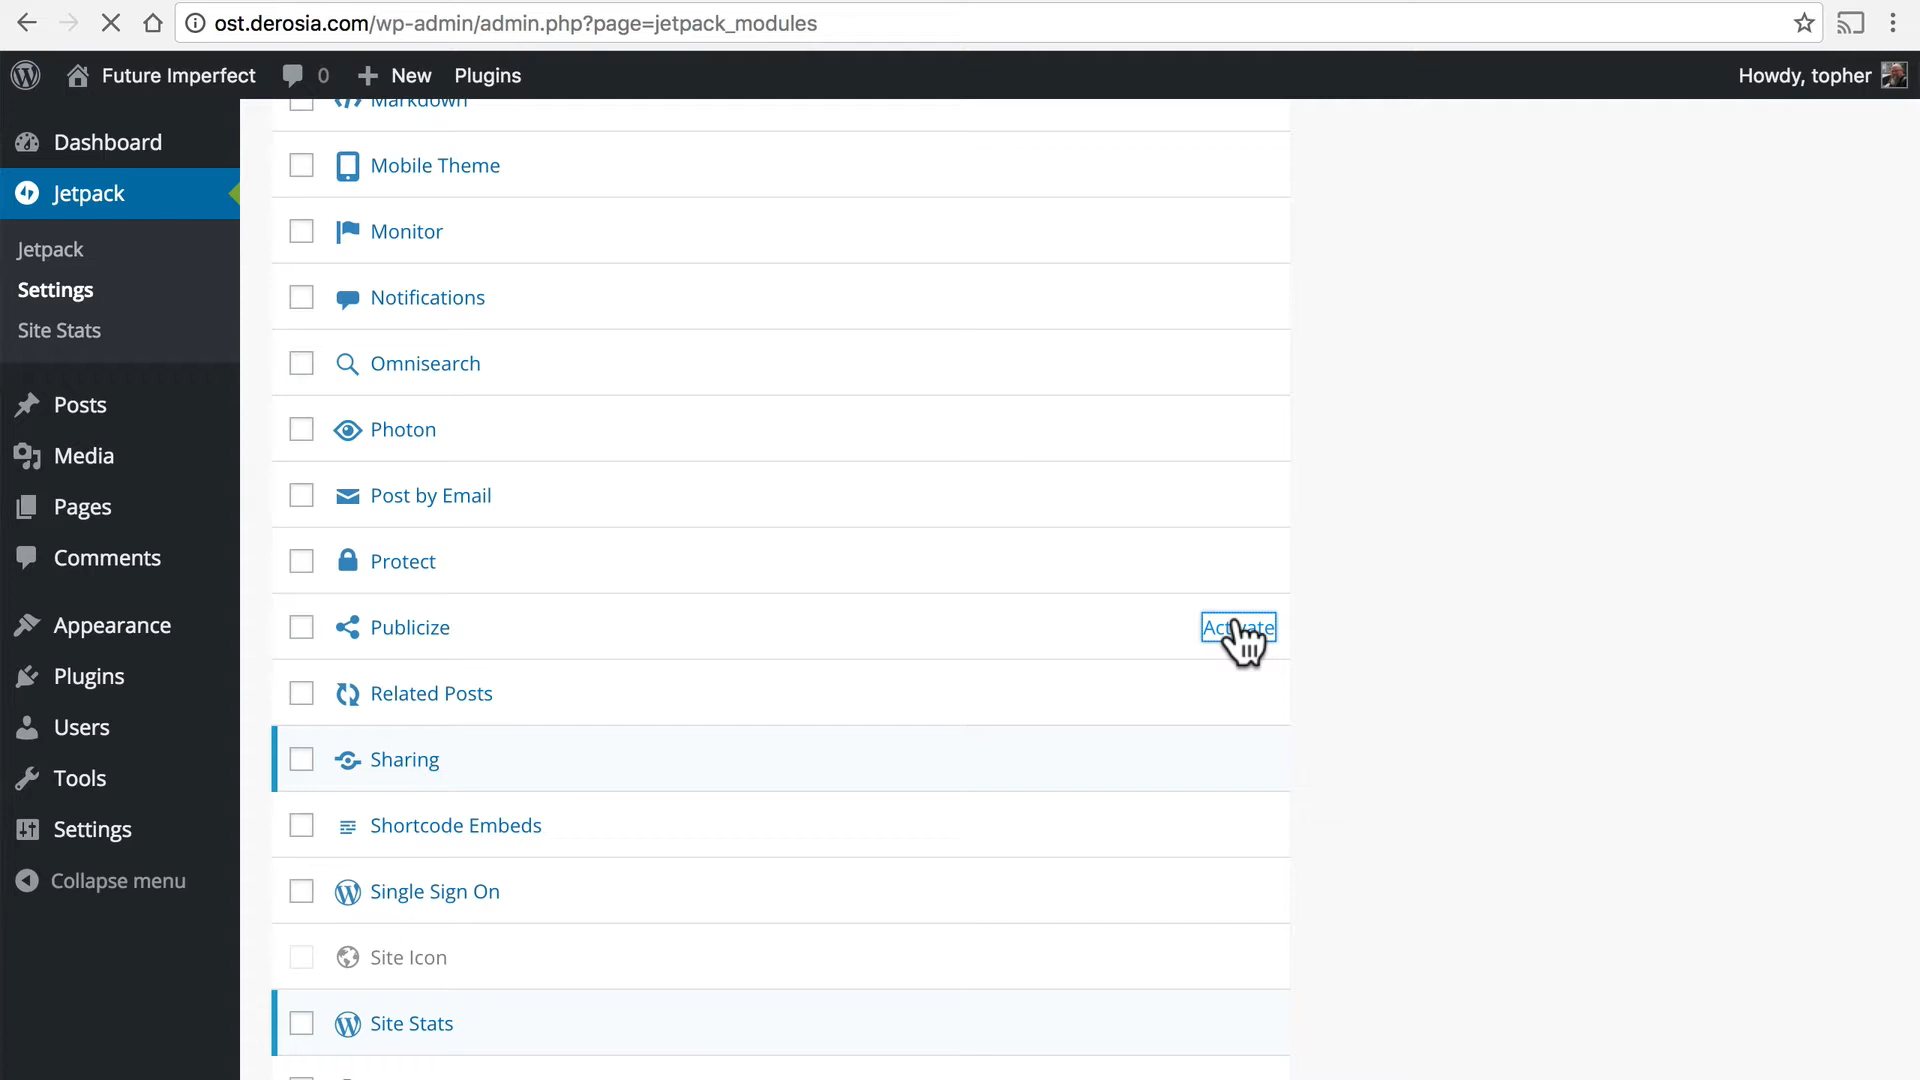 ost.derosia.com/wp-admin/admin.php?page=jetpack_modules
Future Imperfect 0 New Plugins Howdy, topher
Dashboard
Jetpack
Jetpack
Settings
Site Stats
Posts
Media
Pages
Comments
Appearance
Plugins
Users
Tools
Settings
Collapse menu
Markdown
Mobile Theme
Monitor
Notifications
Omnisearch
Photon
Post by Email
Protect
Publicize Activate
Related Posts
Sharing
Shortcode Embeds
Single Sign On
Site Icon
Site Stats